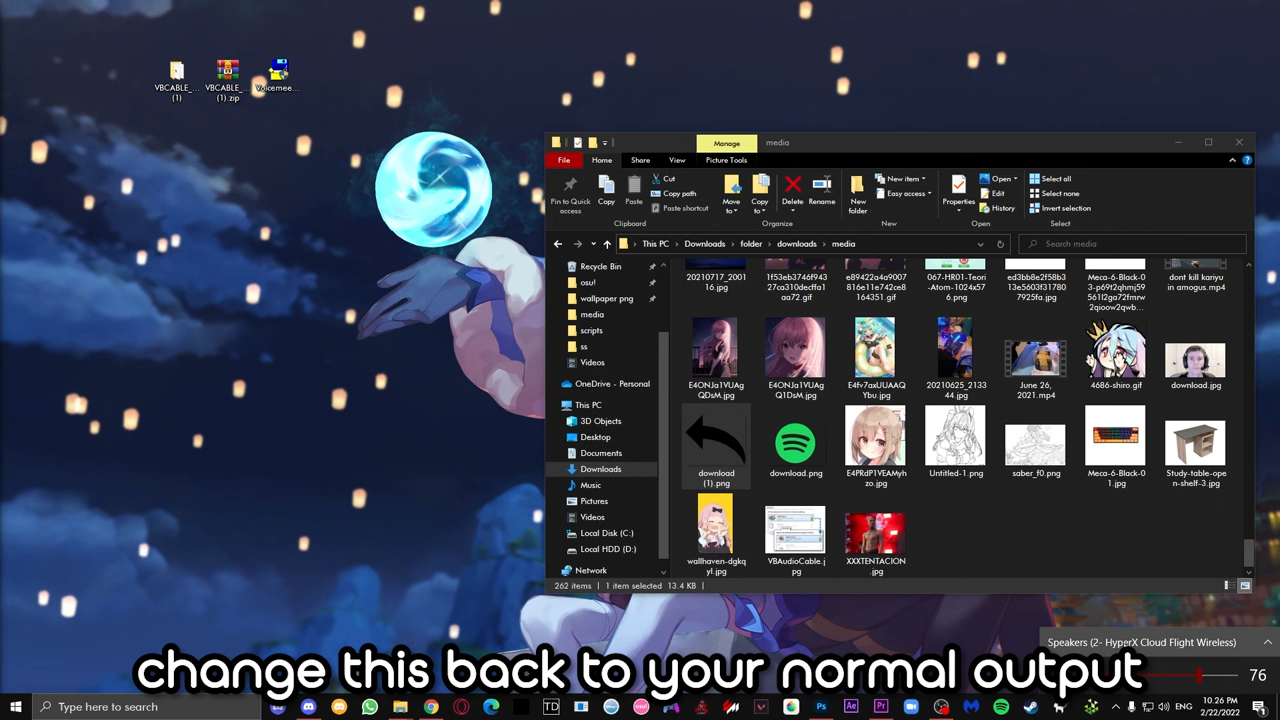 VBCABLE_...
(1)
VBCABLE_...
(1).zip
Voicemee...
Manage
media
File
Home
Share
View
Picture Tools
Pin to Quick
access
Copy
Paste
Cut
Copy path
Paste shortcut
Clipboard
Move
to
Copy
to
Delete
Rename
Organize
New
folder
New item
Easy access
New
Properties
Open
Edit
History
Open
Select all
Select none
Invert selection
Select
This PC
Downloads
folder
downloads
media
Search media
Recycle Bin
osu!
wallpaper png
media
scripts
ss
Videos
OneDrive - Personal
This PC
3D Objects
Desktop
Documents
Downloads
Music
Pictures
Videos
Local Disk (C:)
Local HDD (D:)
Network
20210717_2001
16.jpg
1f53eb3746f943
27ca310decffa1
aa72.gif
e89422a4a9007
816e11e742ce8
164351.gif
067-HR01-Teori
-Atom-1024x57
6.png
ed3bb8e2f58b3
13e5603f31780
7925fa.jpg
Meca-6-Black-0
3-p69t2qhmj59
561l2ga72fmrw
2qioow2qwb...
dont kill kariyu
in amogus.mp4
E4ONJa1VUAg
QDsM.jpg
E4ONJa1VUAg
Q1DsM.jpg
E4fv7axUUAAQ
Ybu.jpg
20210625_2133
44.jpg
June 26,
2021.mp4
4686-shiro.gif
download.jpg
download
(1).png
download.png
E4PRdP1VEAMyh
zo.jpg
Untitled-1.png
saber_f0.png
Meca-6-Black-0
1.jpg
Study-table-ope
n-shelf-3.jpg
wallhaven-dgkq
yl.jpg
VBAudioCable.j
pg
XXXTENTACION
.jpg
262 items
1 item selected
13.4 KB
Speakers (2- HyperX Cloud Flight Wireless)
76
change this back to your normal output
Type here to search
TD
Ae
Pr
Ps
ENG
10:26 PM
2/22/2022